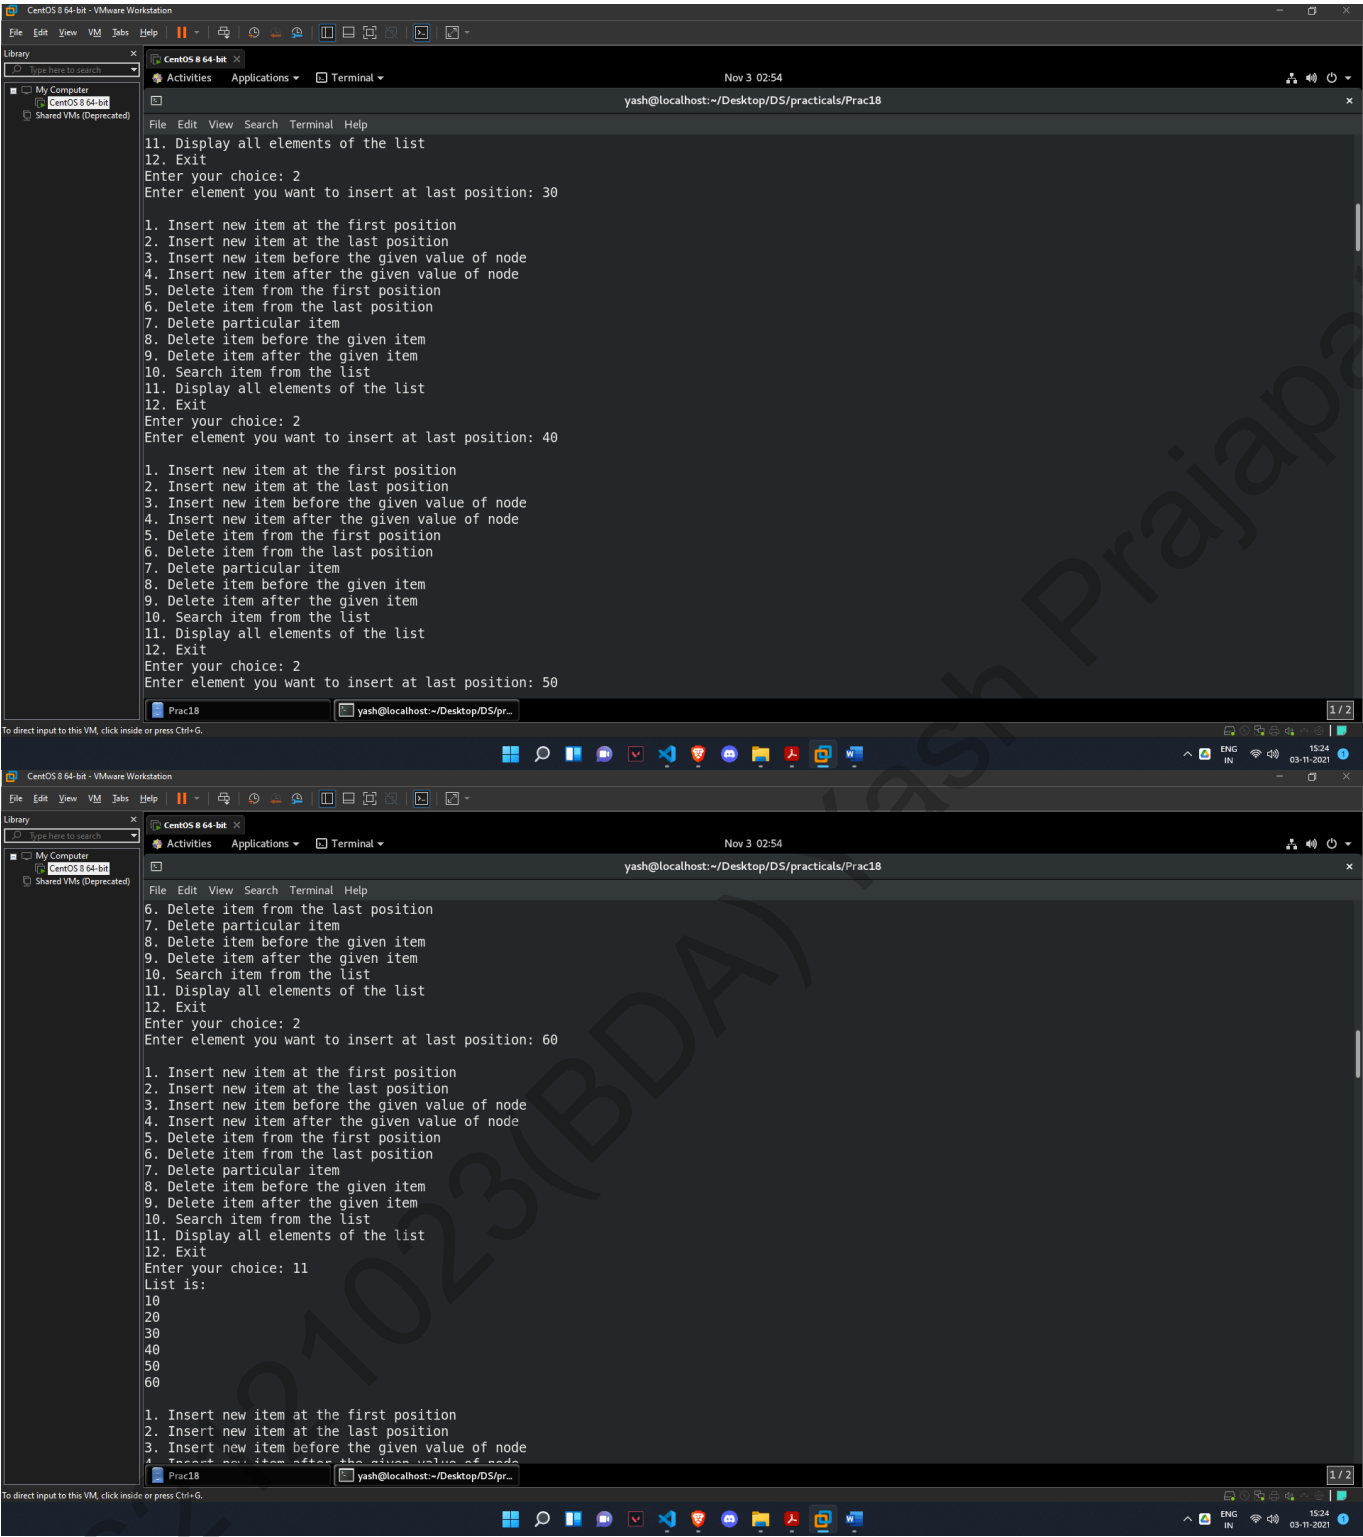 CentOS 8 64-bit - VMware Workstation
File Edit View VM Tabs Help
Library
CentOS 8 64-bit
Type here to search
Activities Applications Terminal Nov 3 02:54
My Computer
CentOS 8 64-bit
Shared VMs (Deprecated)
yash@localhost:~/Desktop/DS/practicals/Prac18
File Edit View Search Terminal Help
11. Display all elements of the list
12. Exit
Enter your choice: 2
Enter element you want to insert at last position: 30
1. Insert new item at the first position
2. Insert new item at the last position
3. Insert new item before the given value of node
4. Insert new item after the given value of node
5. Delete item from the first position
6. Delete item from the last position
7. Delete particular item
8. Delete item before the given item
9. Delete item after the given item
10. Search item from the list
11. Display all elements of the list
12. Exit
Enter your choice: 2
Enter element you want to insert at last position: 40
1. Insert new item at the first position
2. Insert new item at the last position
3. Insert new item before the given value of node
4. Insert new item after the given value of node
5. Delete item from the first position
6. Delete item from the last position
7. Delete particular item
8. Delete item before the given item
9. Delete item after the given item
10. Search item from the list
11. Display all elements of the list
12. Exit
Enter your choice: 2
Enter element you want to insert at last position: 50
Prac18 yash@localhost:~/Desktop/DS/pr... 1 / 2
To direct input to this VM, click inside or press Ctrl+G.
ENG 15:24
IN 03-11-2021
CentOS 8 64-bit - VMware Workstation
File Edit View VM Tabs Help
Library
CentOS 8 64-bit
Type here to search
Activities Applications Terminal Nov 3 02:54
My Computer
CentOS 8 64-bit
Shared VMs (Deprecated)
yash@localhost:~/Desktop/DS/practicals/Prac18
File Edit View Search Terminal Help
6. Delete item from the last position
7. Delete particular item
8. Delete item before the given item
9. Delete item after the given item
10. Search item from the list
11. Display all elements of the list
12. Exit
Enter your choice: 2
Enter element you want to insert at last position: 60
1. Insert new item at the first position
2. Insert new item at the last position
3. Insert new item before the given value of node
4. Insert new item after the given value of node
5. Delete item from the first position
6. Delete item from the last position
7. Delete particular item
8. Delete item before the given item
9. Delete item after the given item
10. Search item from the list
11. Display all elements of the list
12. Exit
Enter your choice: 11
List is:
10
20
30
40
50
60
1. Insert new item at the first position
2. Insert new item at the last position
3. Insert new item before the given value of node
4. Insert new item after the given value of node
Prac18 yash@localhost:~/Desktop/DS/pr... 1 / 2
To direct input to this VM, click inside or press Ctrl+G.
ENG 15:24
IN 03-11-2021